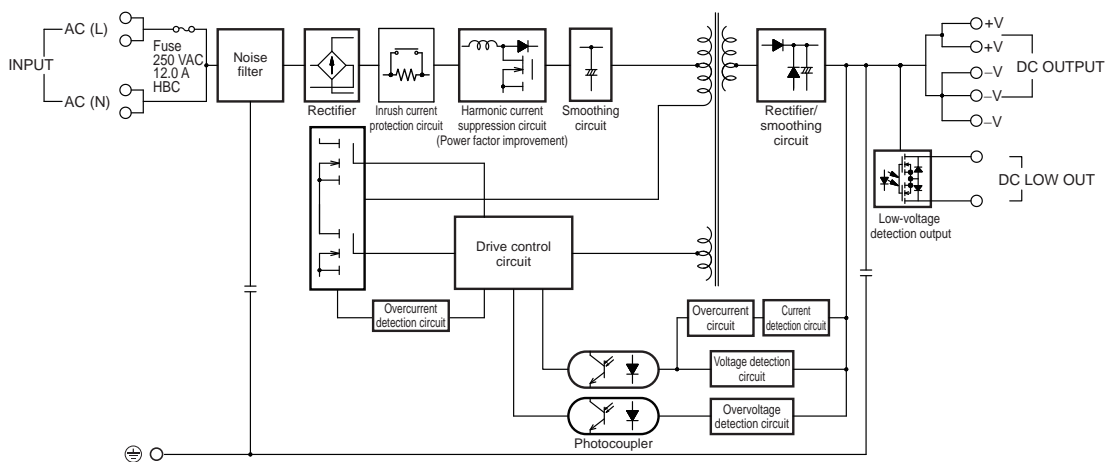 INPUT
AC (L)
AC (N)
Fuse
250 VAC
12.0 A
HBC
Noise
filter
Rectifier
Inrush current
protection circuit
Harmonic current
suppression circuit
(Power factor improvement)
Smoothing
circuit
Rectifier/
smoothing
circuit
+V
+V
–V
–V
–V
DC OUTPUT
DC LOW OUT
Low-voltage
detection output
Drive control
circuit
Overcurrent
detection circuit
Overcurrent
circuit
Current
detection circuit
Voltage detection
circuit
Overvoltage
detection circuit
Photocoupler